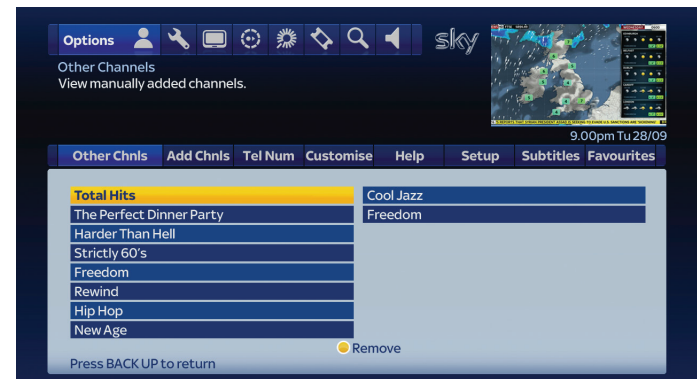 Options
sky
Other Channels
View manually added channels.
9.00pm Tu 28/09
Other Chnls Add Chnls Tel Num Customise Help Setup Subtitles Favourites
Total Hits
The Perfect Dinner Party
Harder Than Hell
Strictly 60's
Freedom
Rewind
Hip Hop
New Age
Cool Jazz
Freedom
Remove
Press BACK UP to return